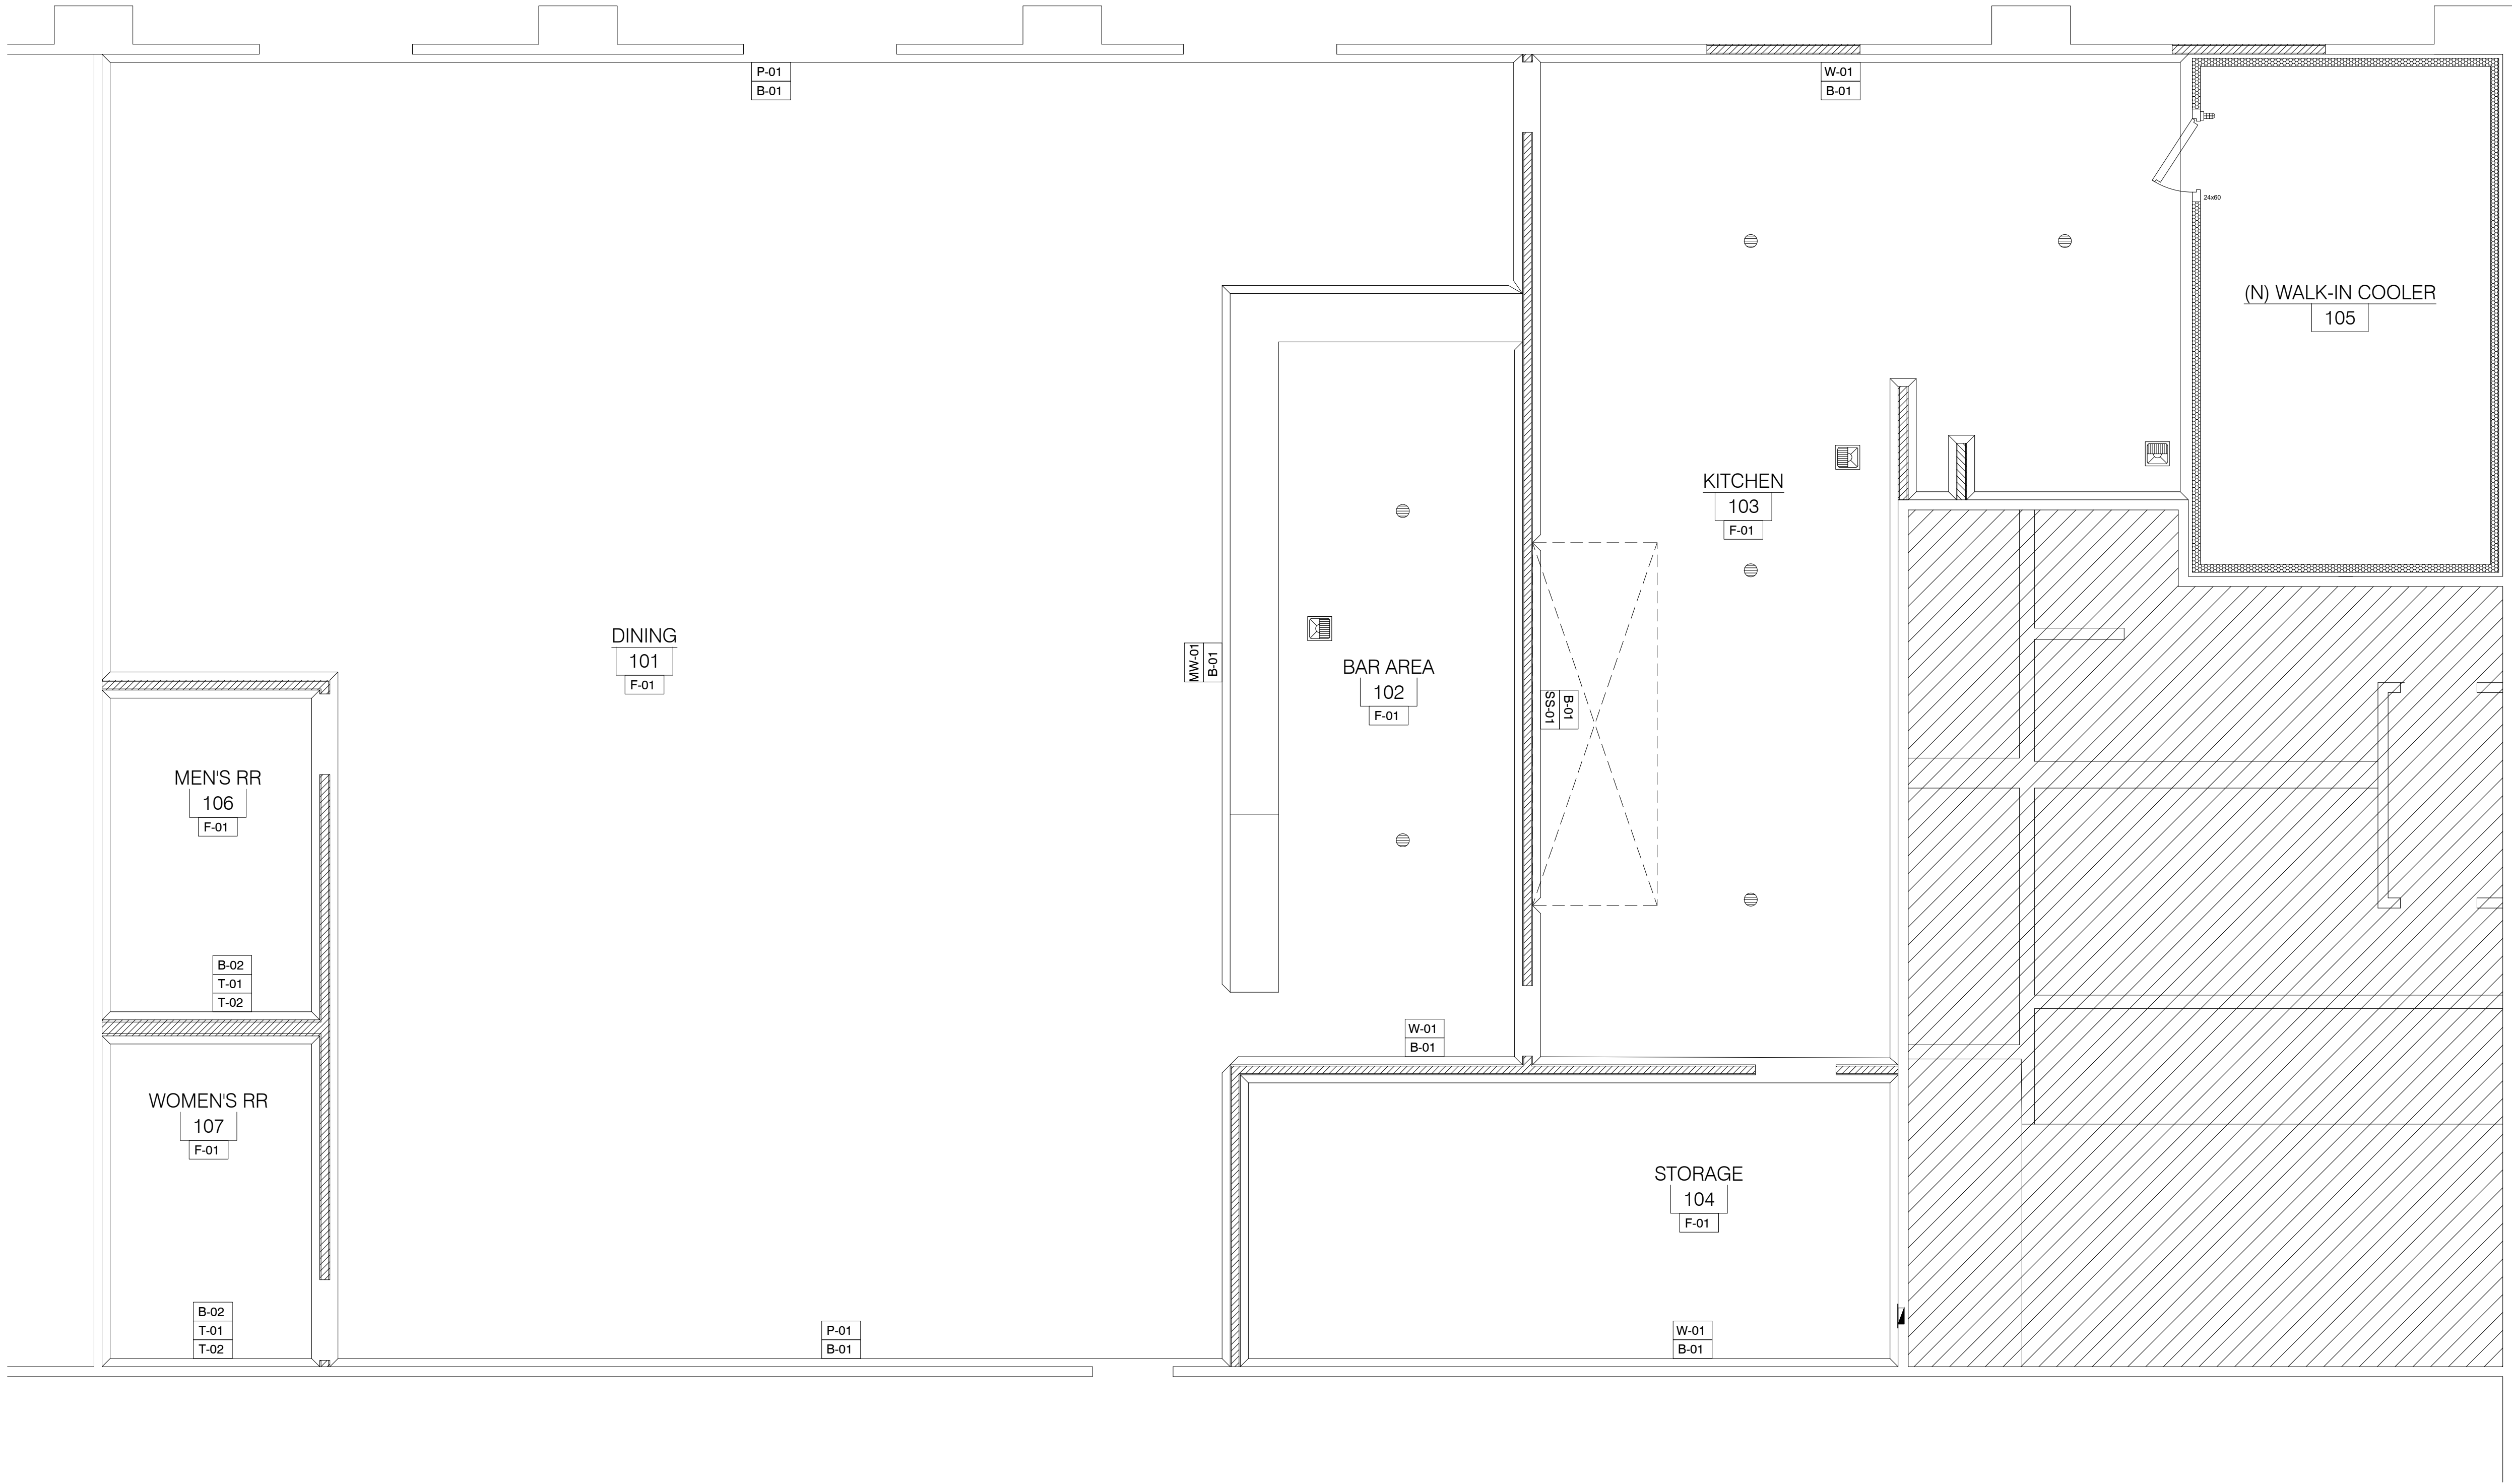 P-01
B-01
W-01
B-01
24x60
(N) WALK-IN COOLER
105
KITCHEN
103
F-01
DINING
101
F-01
MW-01
B-01
BAR AREA
102
F-01
SS-01
B-01
MEN'S RR
106
F-01
B-02
T-01
T-02
W-01
B-01
WOMEN'S RR
107
F-01
STORAGE
104
F-01
B-02
T-01
T-02
P-01
B-01
W-01
B-01